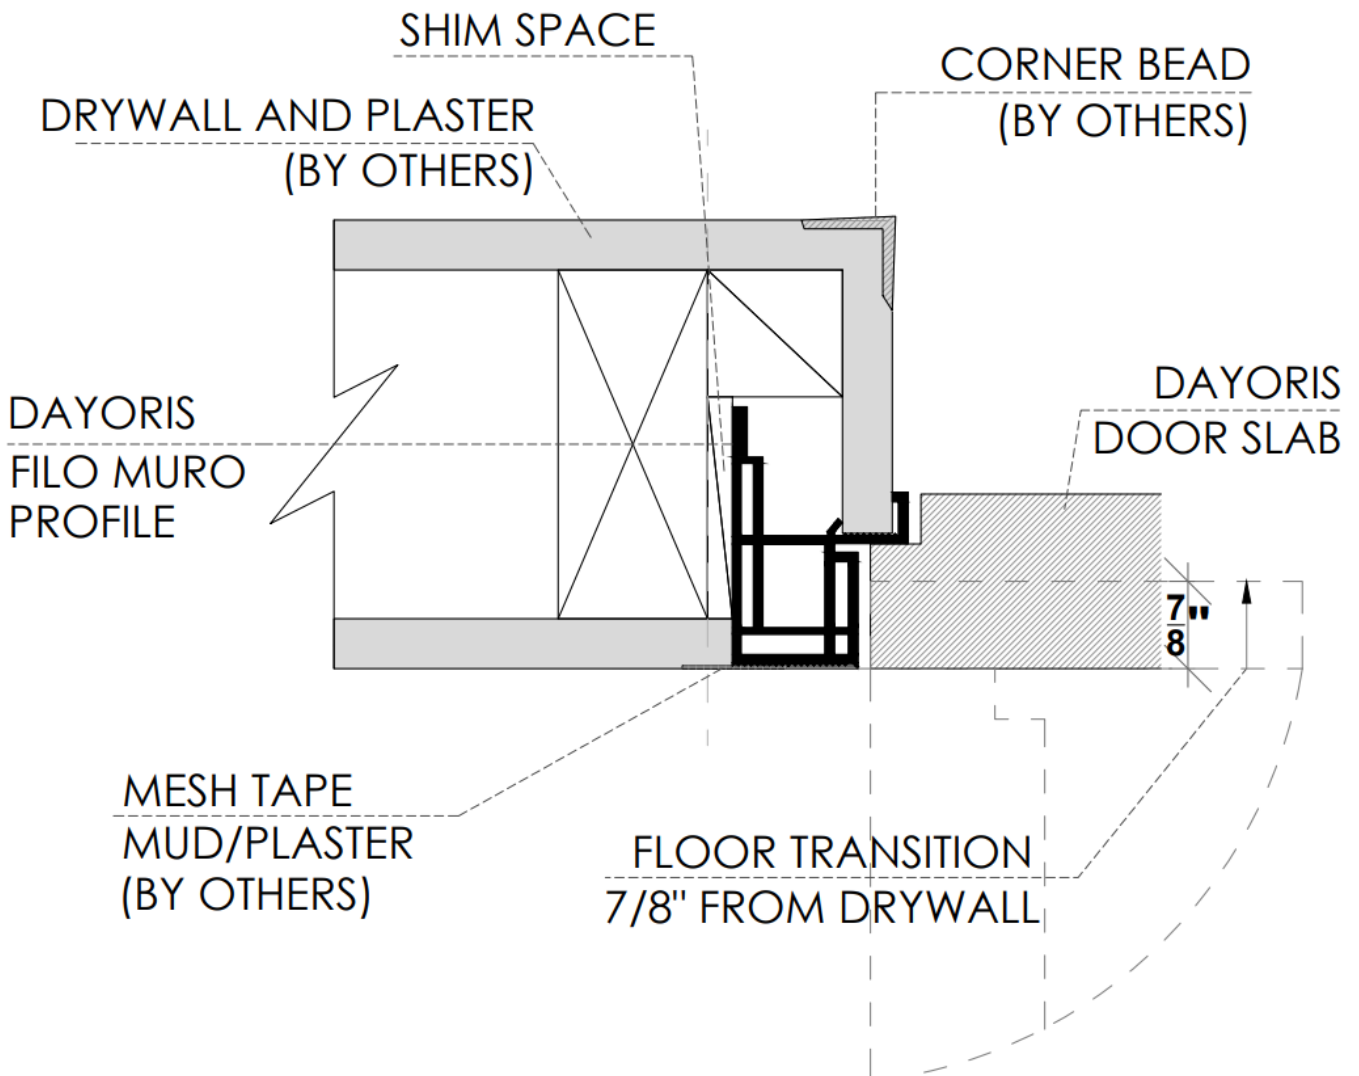 SHIM SPACE
CORNER BEAD
(BY OTHERS)
DRYWALL AND PLASTER
(BY OTHERS)
DAYORIS
DOOR SLAB
DAYORIS
FILO MURO
PROFILE
7/8"
MESH TAPE
MUD/PLASTER
(BY OTHERS)
FLOOR TRANSITION
7/8" FROM DRYWALL